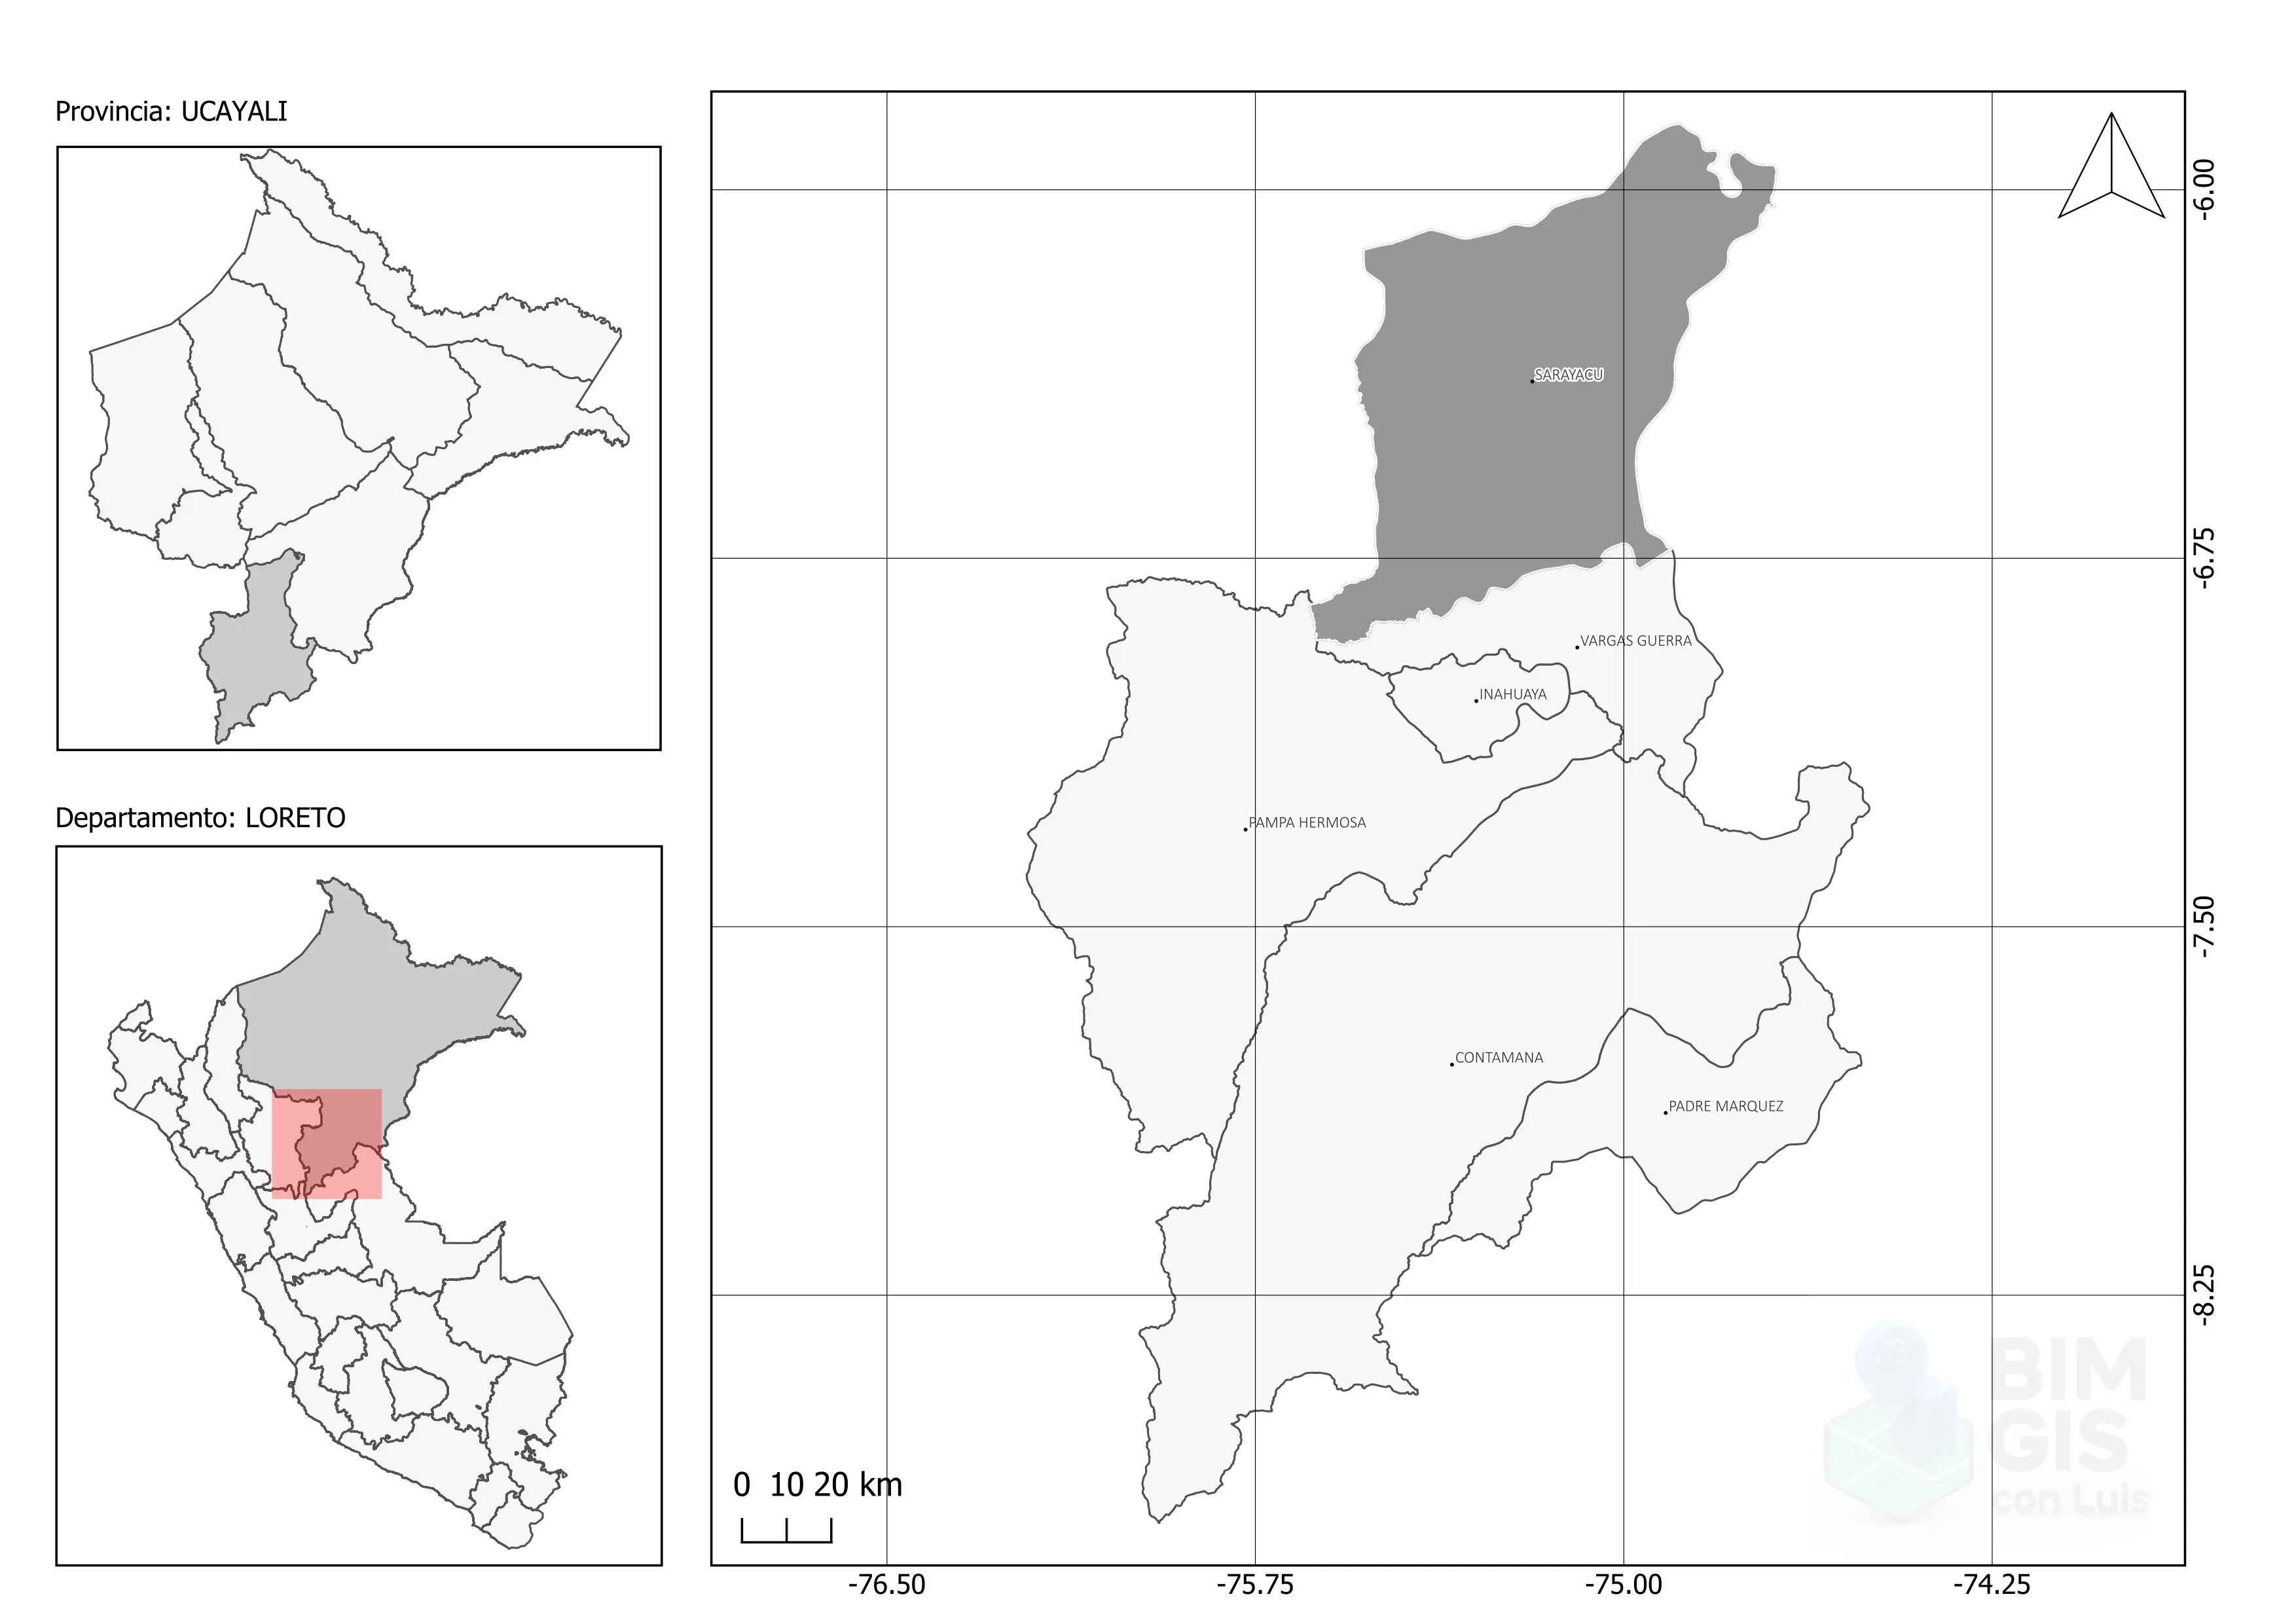 Provincia: UCAYALI
Departamento: LORETO
SARAYACU
VARGAS GUERRA
INAHUAYA
PAMPA HERMOSA
CONTAMANA
PADRE MARQUEZ
-6.00
-6.75
-7.50
-8.25
BIM
GIS
con Luis
0 10 20 km
-76.50 -75.75 -75.00 -74.25